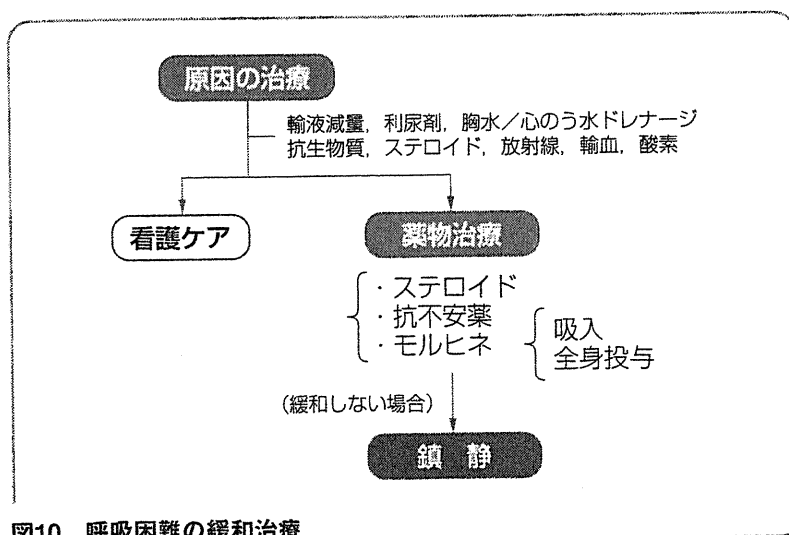 原因の治療
輸液減量，利尿剤，胸水／心のう水ドレナージ
抗生物質，ステロイド，放射線，輸血，酸素
看護ケア
薬物治療
・ステロイド
・抗不安薬
・モルヒネ
吸入
全身投与
（緩和しない場合）
鎮 静
図10 呼吸困難の緩和治療